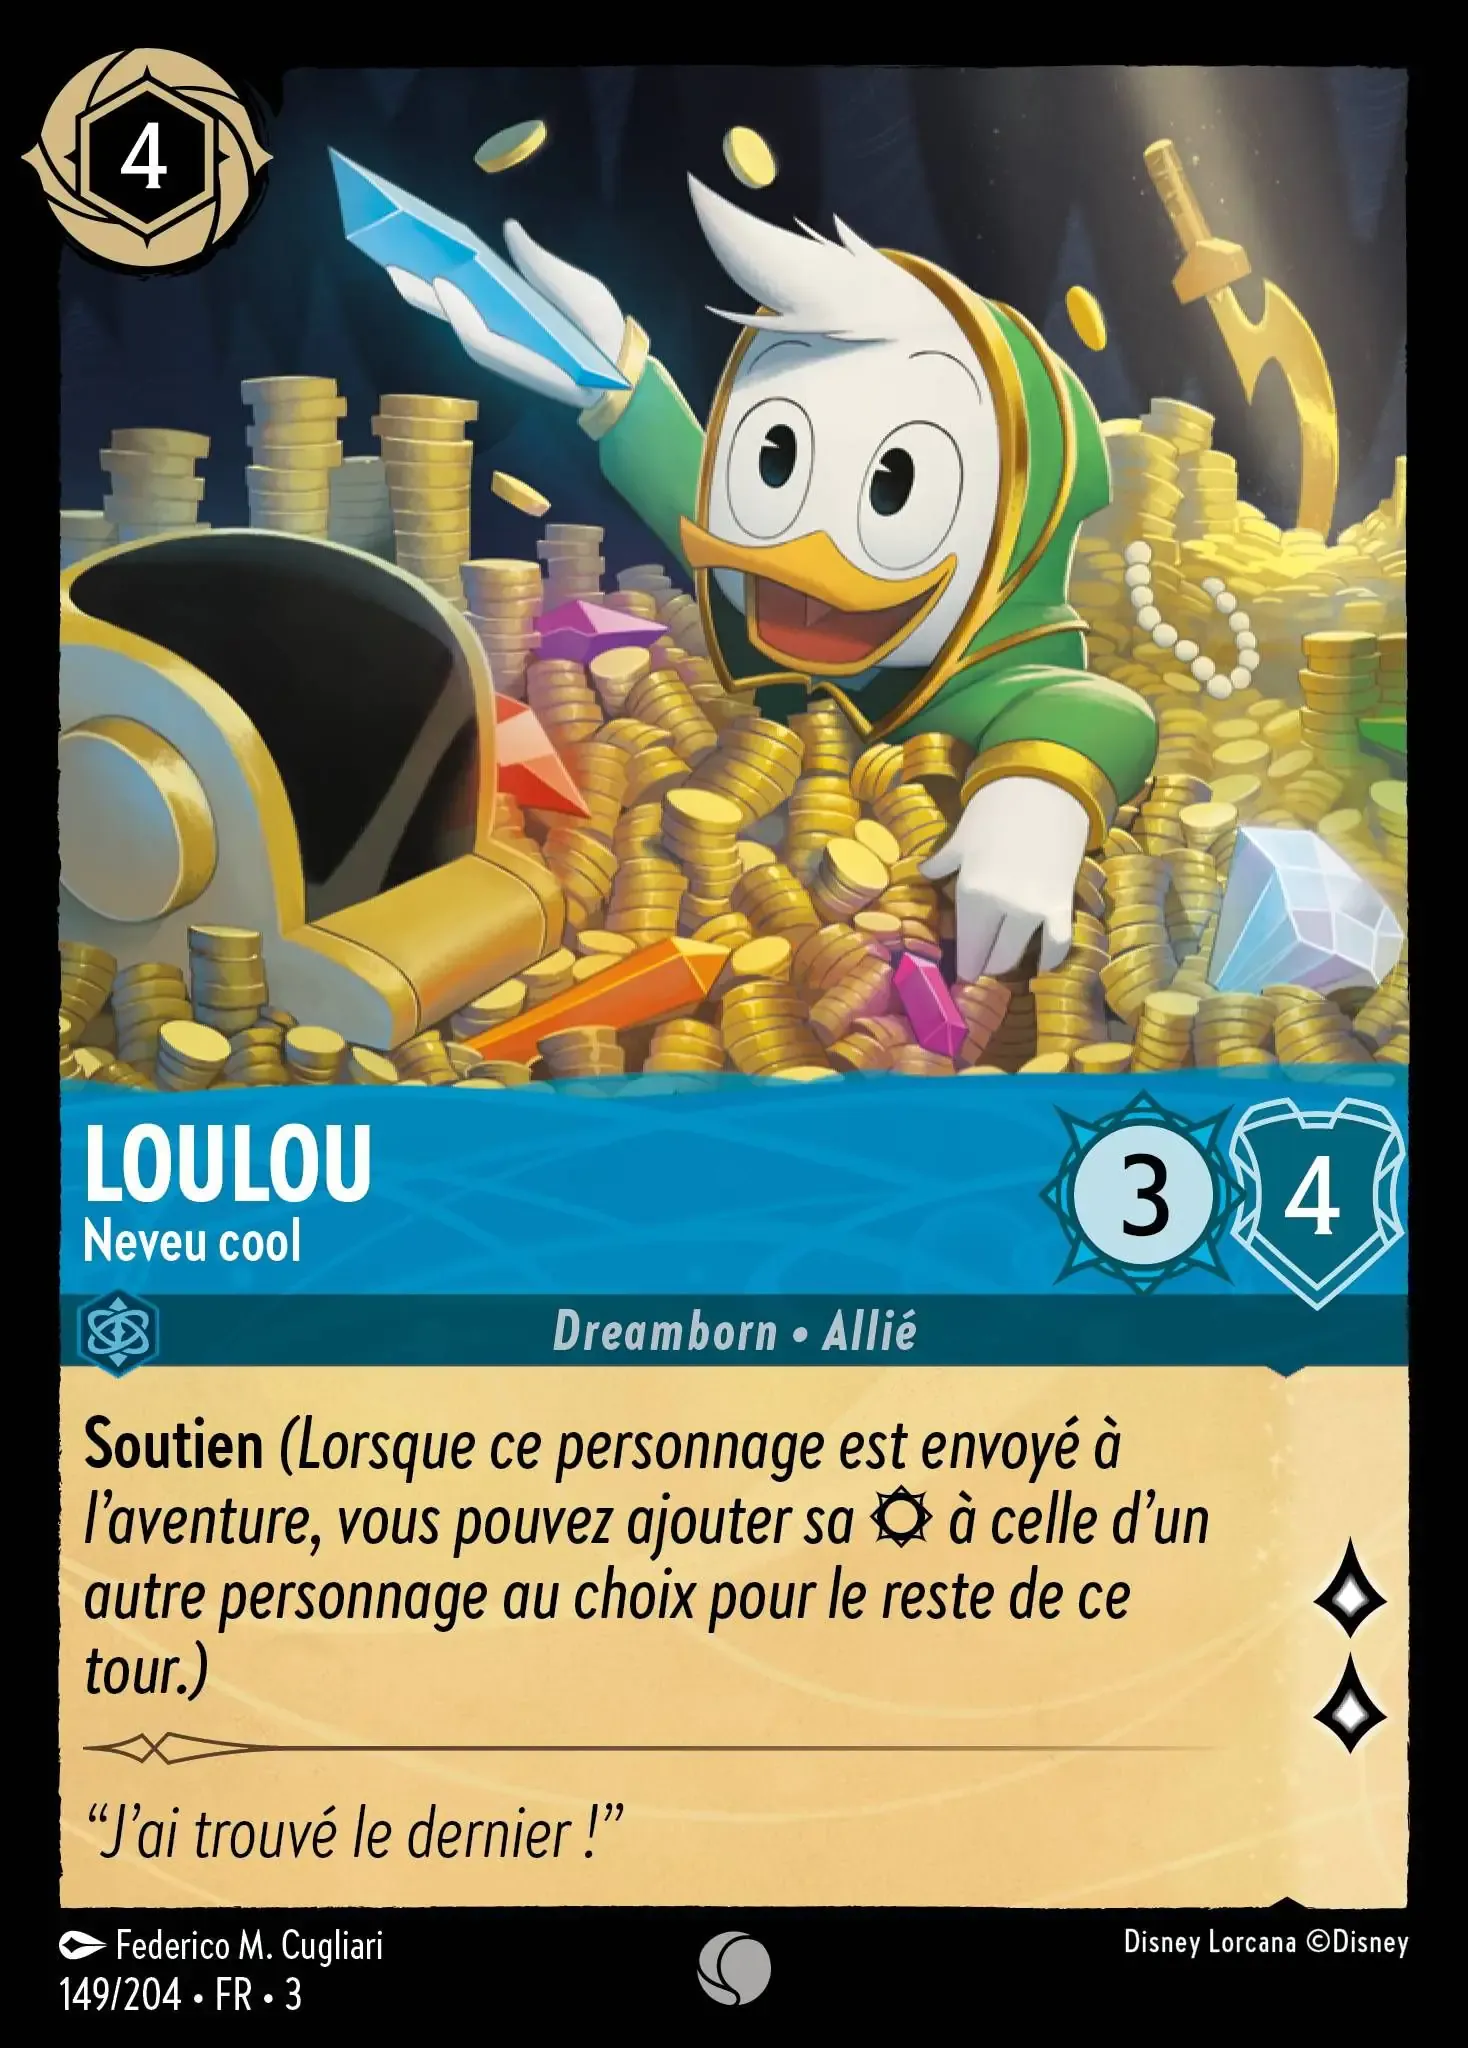 4
LOULOU
Neveu cool
3
4
Dreamborn • Allié
Soutien (Lorsque ce personnage est envoyé à
l’aventure, vous pouvez ajouter sa à celle d’un
autre personnage au choix pour le reste de ce
tour.)
“J’ai trouvé le dernier !”
Federico M. Cugliari
Disney Lorcana ©Disney
149/204 • FR • 3